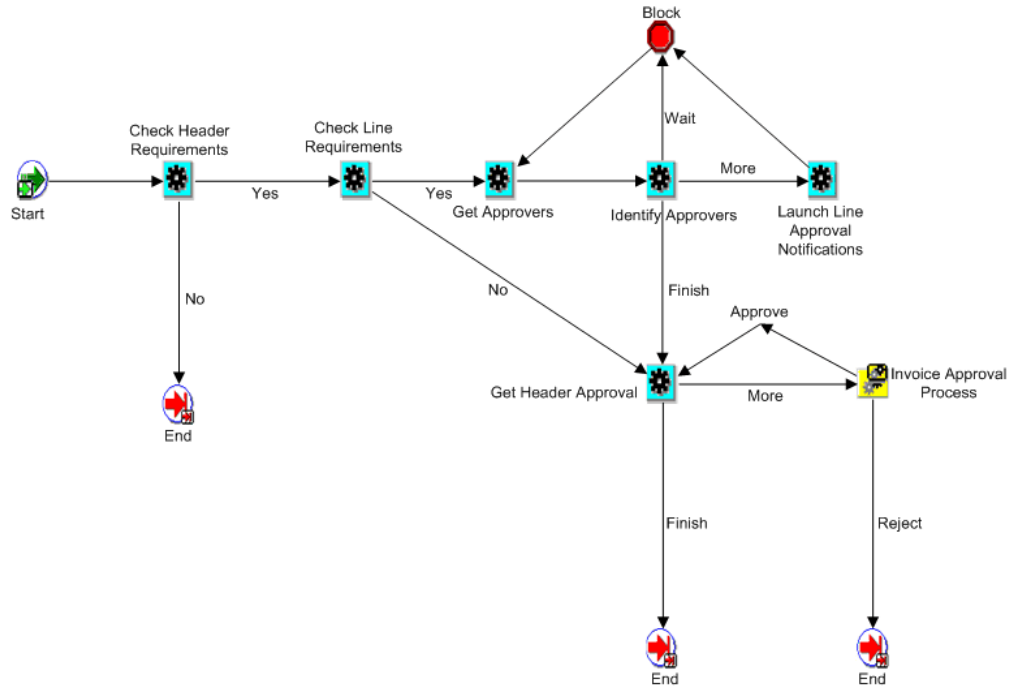 Block
Check Header
Requirements
Check Line
Requirements
Wait
More
Yes
Yes
Start
Get Approvers
Identify Approvers
Launch Line
Approval
Notifications
No
No
Finish
Approve
Get Header Approval
More
Invoice Approval
Process
End
Finish
Reject
End
End